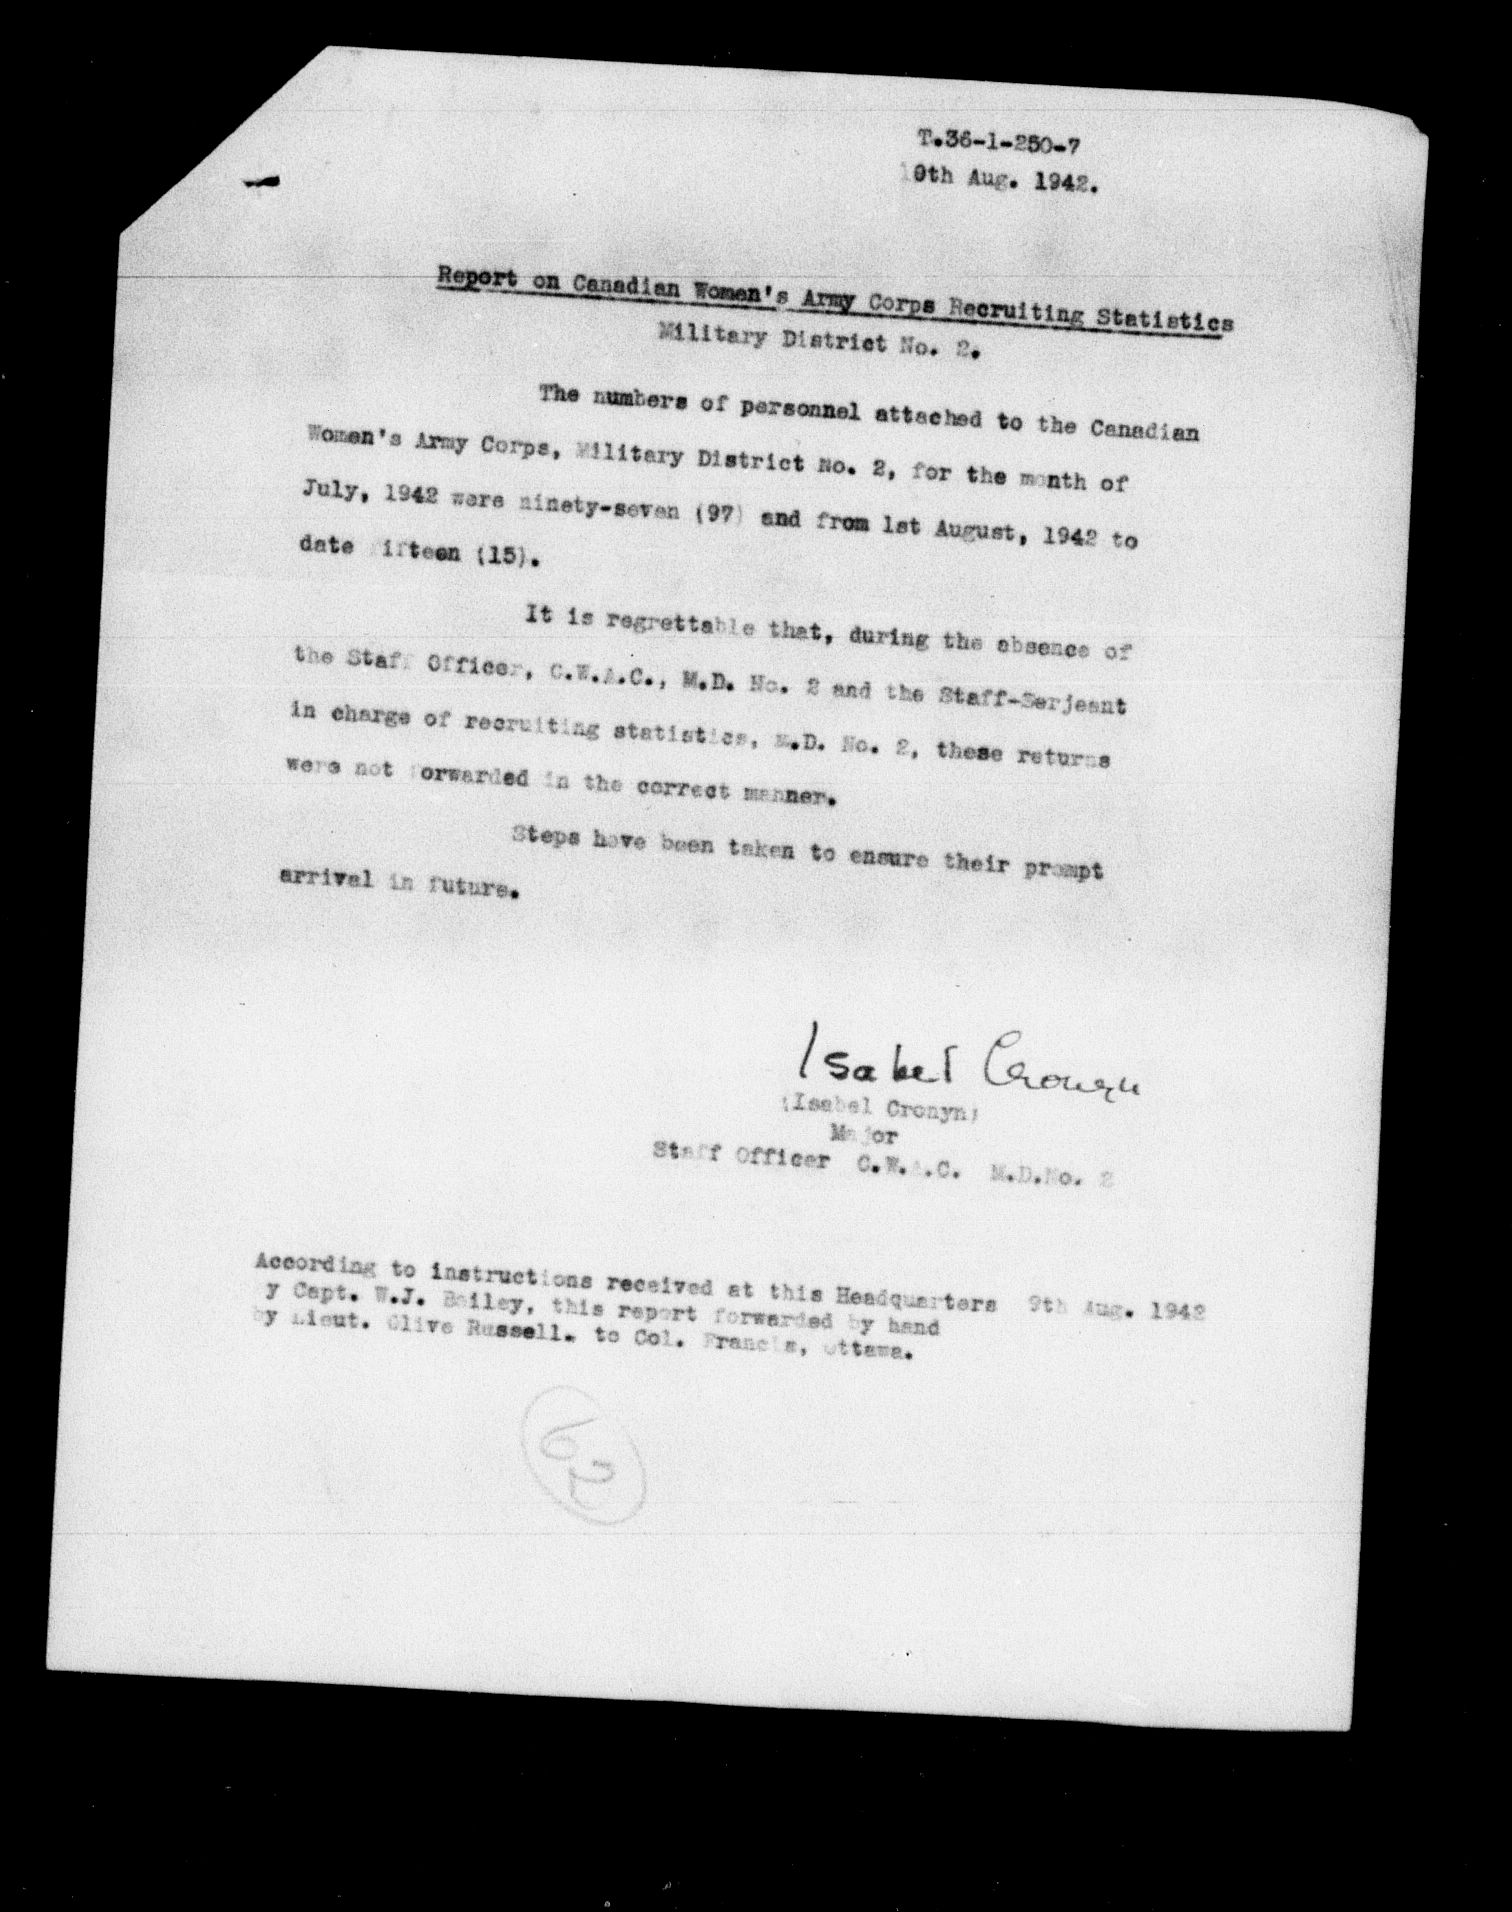 T.36-1-250-7
10th Aug. 1942.
Report on Canadian Women's Army Corps Recruiting Statistics
Military District No. 2.
The numbers of personnel attached to the Canadian
Women's Army Corps, Military District No. 2, for the month of
July, 1942 were ninety-seven (97) and from 1st August, 1942 to
date fifteen (15).
It is regrettable that, during the absence of
the Staff Officer, C.W.A.C., M.D. No. 2 and the Staff-Serjeant
in charge of recruiting statistics, M.D. No. 2, these returns
were not forwarded in the correct manner.
Steps have been taken to ensure their prompt
arrival in future.
Isabel Cronyn
(Isabel Cronyn)
Major
Staff Officer C.W.A.C. M.D.No. 2
According to instructions received at this Headquarters 9th Aug. 1942
y Capt. W.J. Bailey, this report forwarded by hand
by Lieut. Olive Russell. to Col. Francis, Ottawa.